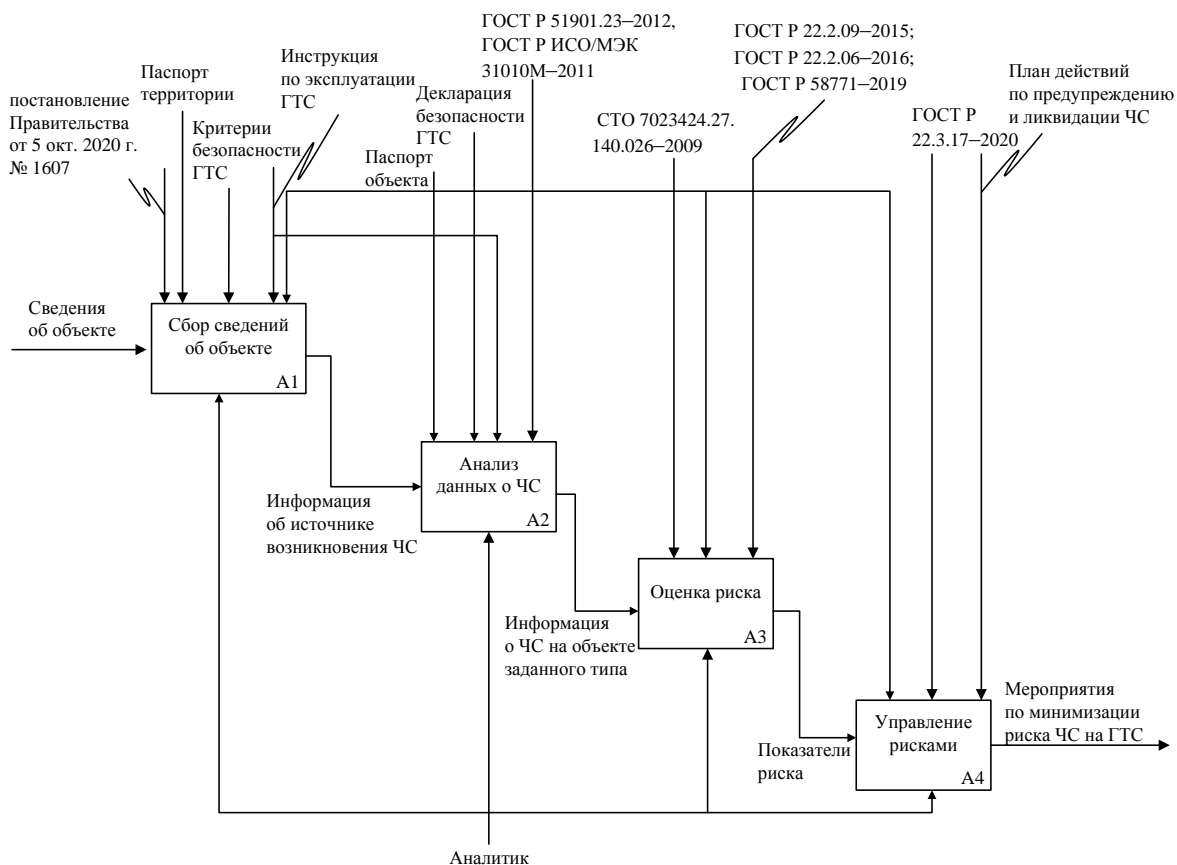 ГОСТ Р 51901.23–2012,
ГОСТ Р ИСО/МЭК
31010М–2011
ГОСТ Р 22.2.09–2015;
ГОСТ Р 22.2.06–2016;
ГОСТ Р 58771–2019
Инструкция
по эксплуатации
ГТС
Паспорт
территории
постановление
Правительства
от 5 окт. 2020 г.
№ 1607
Критерии
безопасности
ГТС
Декларация
безопасности
ГТС
Паспорт
объекта
СТО 7023424.27.
140.026–2009
ГОСТ Р
22.3.17–2020
План действий
по предупреждению
и ликвидации ЧС
Сведения
об объекте
Сбор сведений
об объекте
А1
Информация
об источнике
возникновения ЧС
Анализ
данных о ЧС
А2
Информация
о ЧС на объекте
заданного типа
Оценка риска
А3
Показатели
риска
Управление
рисками
А4
Мероприятия
по минимизации
риска ЧС на ГТС
Аналитик